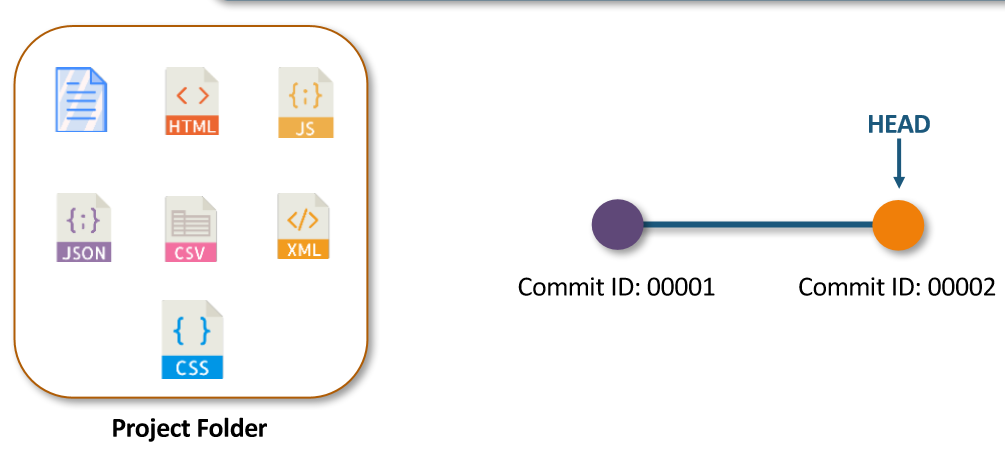 HTML
JS
JSON
CSV
XML
CSS
Project Folder
HEAD
Commit ID: 00001
Commit ID: 00002